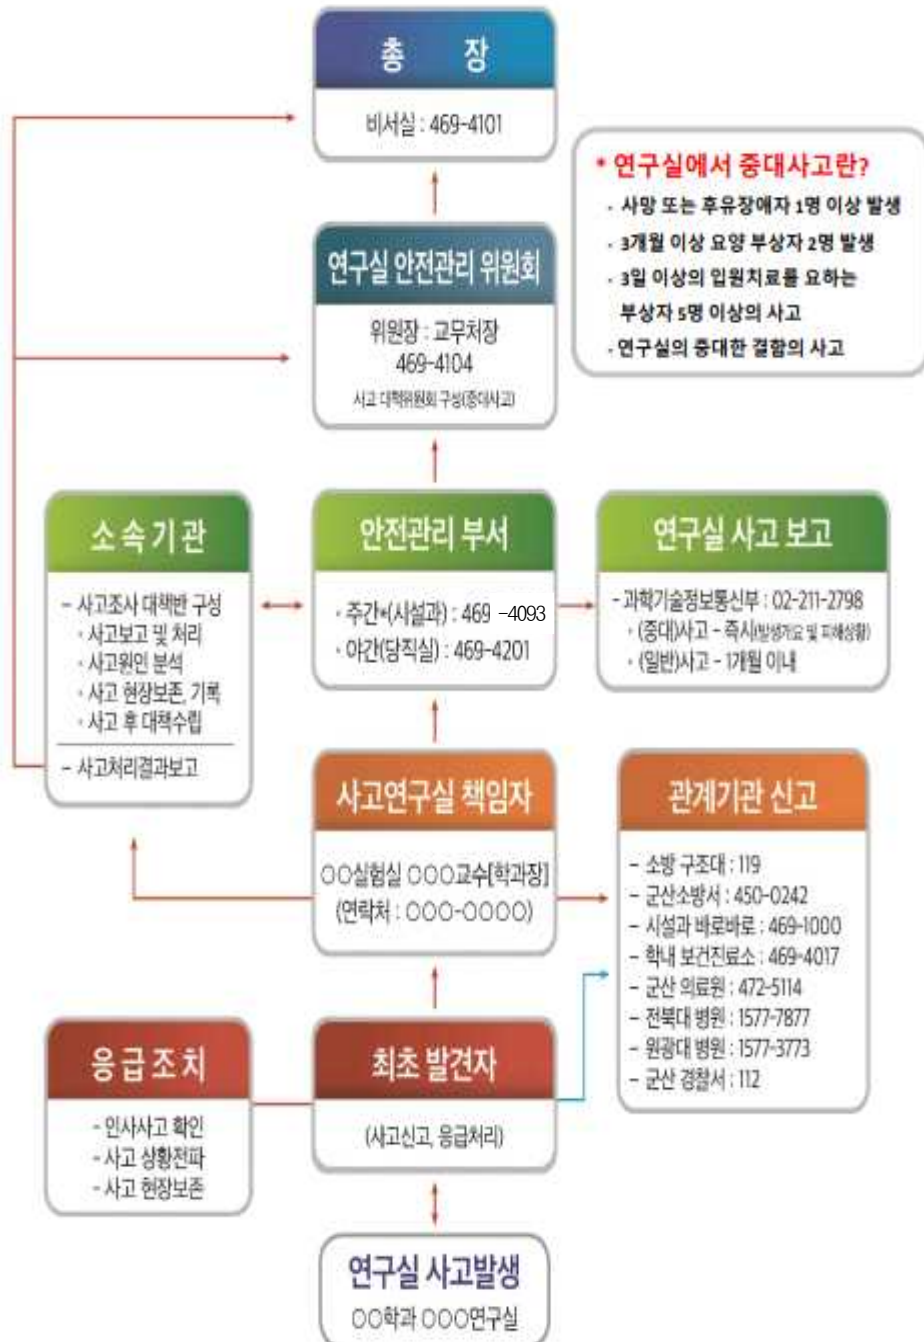 총 장
비서실 : 469-4101
* 연구실에서 중대사고란?
· 사망 또는 후유장애자 1명 이상 발생
· 3개월 이상 요양 부상자 2명 발생
· 3일 이상의 입원치료를 요하는
부상자 5명 이상의 사고
· 연구실의 중대한 결함의 사고
연구실 안전관리 위원회
위원장 : 교무처장
469-4104
사고 대책위원회 구성(중대사고)
소속기관
- 사고조사 대책반 구성
· 사고보고 및 처리
· 사고원인 분석
· 사고 현장보존, 기록
· 사고 후 대책수립
- 사고처리결과보고
안전관리 부서
· 주간*(시설과) : 469 -4093
· 야간(당직실) : 469-4201
연구실 사고 보고
- 과학기술정보통신부 : 02-211-2798
· (중대)사고 - 즉시(발생개요 및 피해상황)
· (일반)사고 - 1개월 이내
사고연구실 책임자
○○실험실 ○○○교수[학과장]
(연락처 : ○○○-○○○○)
관계기관 신고
- 소방 구조대 : 119
- 군산소방서 : 450-0242
- 시설과 바로바로 : 469-1000
- 학내 보건진료소 : 469-4017
- 군산 의료원 : 472-5114
- 전북대 병원 : 1577-7877
- 원광대 병원 : 1577-3773
- 군산 경찰서 : 112
응급조치
- 인사사고 확인
- 사고 상황전파
- 사고 현장보존
최초 발견자
(사고신고, 응급처리)
연구실 사고발생
○○학과 ○○○연구실